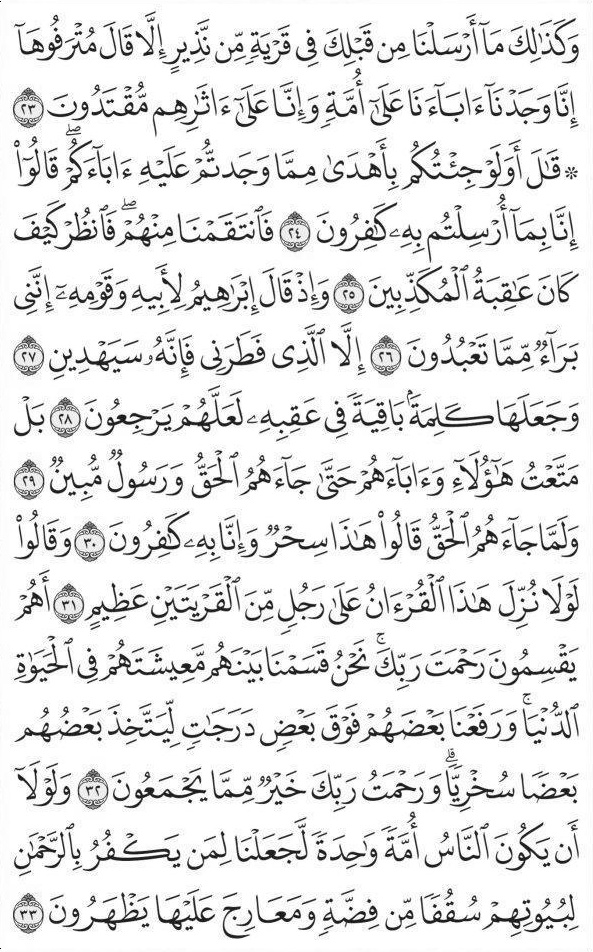 وَكَذَٰلِكَ مَآ أَرْسَلْنَا مِن قَبْلِكَ فِى قَرْيَةٍ مِّن نَّذِيرٍ إِلَّا قَالَ مُتْرَفُوهَآ
إِنَّا وَجَدْنَآ ءَابَآءَنَا عَلَىٰٓ أُمَّةٍ وَإِنَّا عَلَىٰٓ ءَاثَـٰرِهِم مُّقْتَدُونَ ٢٣
۞ قَـٰلَ أَوَلَوْ جِئْتُكُم بِأَهْدَىٰ مِمَّا وَجَدتُّمْ عَلَيْهِ ءَابَآءَكُمْ ۖ قَالُوٓا۟
إِنَّا بِمَآ أُرْسِلْتُم بِهِۦ كَـٰفِرُونَ ٢٤ فَٱنتَقَمْنَا مِنْهُمْ ۖ فَٱنظُرْ كَيْفَ
كَانَ عَـٰقِبَةُ ٱلْمُكَذِّبِينَ ٢٥ وَإِذْ قَالَ إِبْرَٰهِيمُ لِأَبِيهِ وَقَوْمِهِۦٓ إِنَّنِى
بَرَآءٌ مِّمَّا تَعْبُدُونَ ٢٦ إِلَّا ٱلَّذِى فَطَرَنِى فَإِنَّهُۥ سَيَهْدِينِ ٢٧
وَجَعَلَهَا كَلِمَةًۢ بَاقِيَةً فِى عَقِبِهِۦ لَعَلَّهُمْ يَرْجِعُونَ ٢٨ بَلْ
مَتَّعْتُ هَـٰٓؤُلَآءِ وَءَابَآءَهُمْ حَتَّىٰ جَآءَهُمُ ٱلْحَقُّ وَرَسُولٌ مُّبِينٌ ٢٩
وَلَمَّا جَآءَهُمُ ٱلْحَقُّ قَالُوا۟ هَـٰذَا سِحْرٌ وَإِنَّا بِهِۦ كَـٰفِرُونَ ٣٠ وَقَالُوا۟
لَوْلَا نُزِّلَ هَـٰذَا ٱلْقُرْءَانُ عَلَىٰ رَجُلٍ مِّنَ ٱلْقَرْيَتَيْنِ عَظِيمٍ ٣١ أَهُمْ
يَقْسِمُونَ رَحْمَتَ رَبِّكَ ۚ نَحْنُ قَسَمْنَا بَيْنَهُم مَّعِيشَتَهُمْ فِى ٱلْحَيَوٰةِ
ٱلدُّنْيَا ۚ وَرَفَعْنَا بَعْضَهُمْ فَوْقَ بَعْضٍ دَرَجَـٰتٍ لِّيَتَّخِذَ بَعْضُهُم
بَعْضًا سُخْرِيًّا ۗ وَرَحْمَتُ رَبِّكَ خَيْرٌ مِّمَّا يَجْمَعُونَ ٣٢ وَلَوْلَآ
أَن يَكُونَ ٱلنَّاسُ أُمَّةً وَٰحِدَةً لَّجَعَلْنَا لِمَن يَكْفُرُ بِٱلرَّحْمَـٰنِ
لِبُيُوتِهِمْ سُقُفًا مِّن فِضَّةٍ وَمَعَارِجَ عَلَيْهَا يَظْهَرُونَ ٣٣